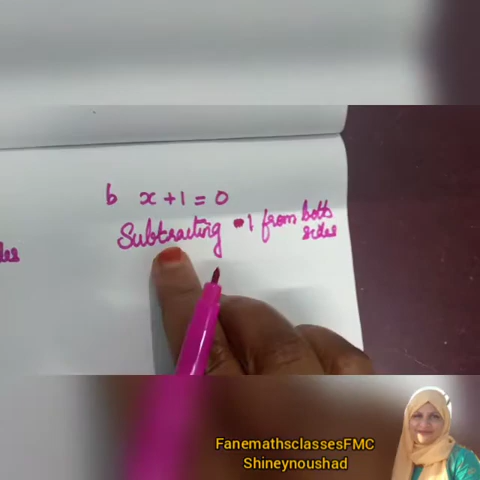 b x + 1 = 0
Subtracting 1 from both
sides
FanemathsclassesFMC
Shineynoushad